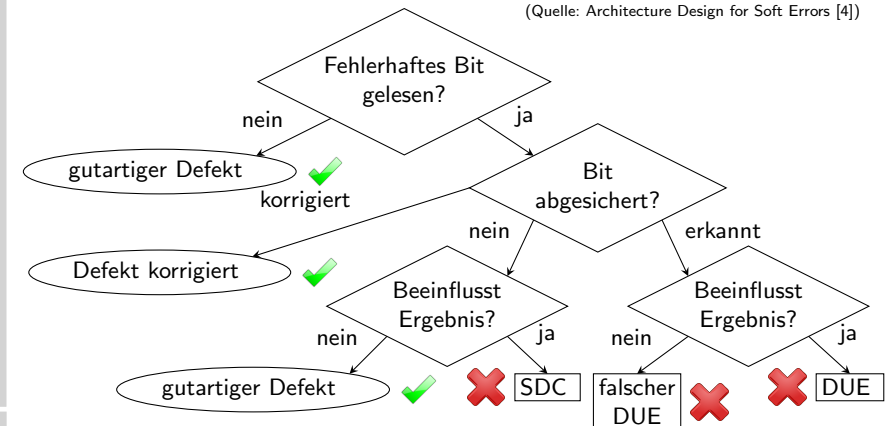 (Quelle: Architecture Design for Soft Errors [4])
Fehlerhaftes Bit
gelesen?
nein
ja
gutartiger Defekt
Bit
abgesichert?
korrigiert
nein
erkannt
Defekt korrigiert
Beeinflusst
Ergebnis?
Beeinflusst
Ergebnis?
nein
ja
nein
ja
gutartiger Defekt
SDC
falscher
DUE
DUE